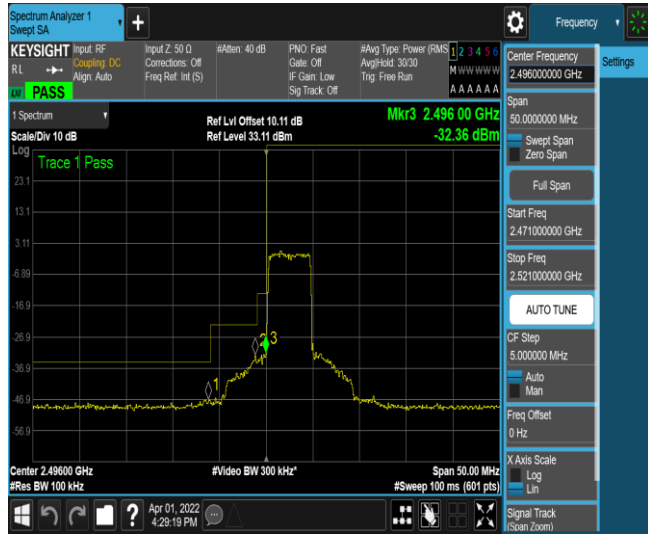 Spectrum Analyzer 1
Swept SA
+
Frequency
KEYSIGHT
RL
Input: RF
Coupling: DC
Align: Auto
Input Z: 50 Ω
Corrections: Off
Freq Ref: Int (S)
#Atten: 40 dB
PNO: Fast
Gate: Off
IF Gain: Low
Sig Track: Off
#Avg Type: Power (RMS
Avg|Hold: 30/30
Trig: Free Run
1 2 3 4 5 6
M W W W W W
A A A A A A
PASS
1 Spectrum
Scale/Div 10 dB
Ref Lvl Offset 10.11 dB
Ref Level 33.11 dBm
Mkr3 2.496 00 GHz
-32.36 dBm
Log
Trace 1 Pass
23.1
13.1
3.11
-6.89
-16.9
-26.9
-36.9
-46.9
-56.9
1
2
3
Center 2.49600 GHz
#Res BW 100 kHz
#Video BW 300 kHz*
Span 50.00 MHz
#Sweep 100 ms (601 pts)
Apr 01, 2022
4:29:19 PM
Settings
Center Frequency
2.496000000 GHz
Span
50.0000000 MHz
Swept Span
Zero Span
Full Span
Start Freq
2.471000000 GHz
Stop Freq
2.521000000 GHz
AUTO TUNE
CF Step
5.000000 MHz
Auto
Man
Freq Offset
0 Hz
X Axis Scale
Log
Lin
Signal Track
(Span Zoom)